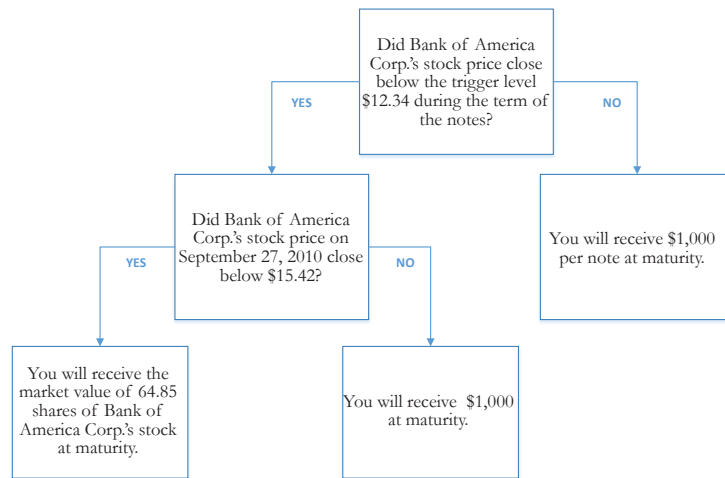 Did Bank of America
Corp.'s stock price close
below the trigger level
$12.34 during the term of
the notes?
YES
NO
Did Bank of America
Corp.'s stock price on
September 27, 2010 close
below $15.42?
You will receive $1,000
per note at maturity.
YES
NO
You will receive the
market value of 64.85
shares of Bank of
America Corp.'s stock
at maturity.
You will receive $1,000
at maturity.